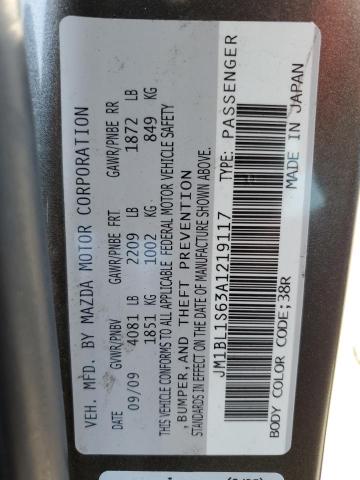 VEH. MFD. BY MAZDA MOTOR CORPORATION
DATE GVWR/PNBV GAWR/PNBE FRT GAWR/PNBE RR
09/09 4081 LB 2209 LB 1872 LB
1851 KG 1002 KG 849 KG
THIS VEHICLE CONFORMS TO ALL APPLICABLE FEDERAL MOTOR VEHICLE SAFETY
,BUMPER,AND THEFT PREVENTION
STANDARDS IN EFFECT ON THE DATE OF MANUFACTURE SHOWN ABOVE.
JM1BL1S63A1219117 TYPE: PASSENGER
BODY COLOR CODE;38R MADE IN JAPAN